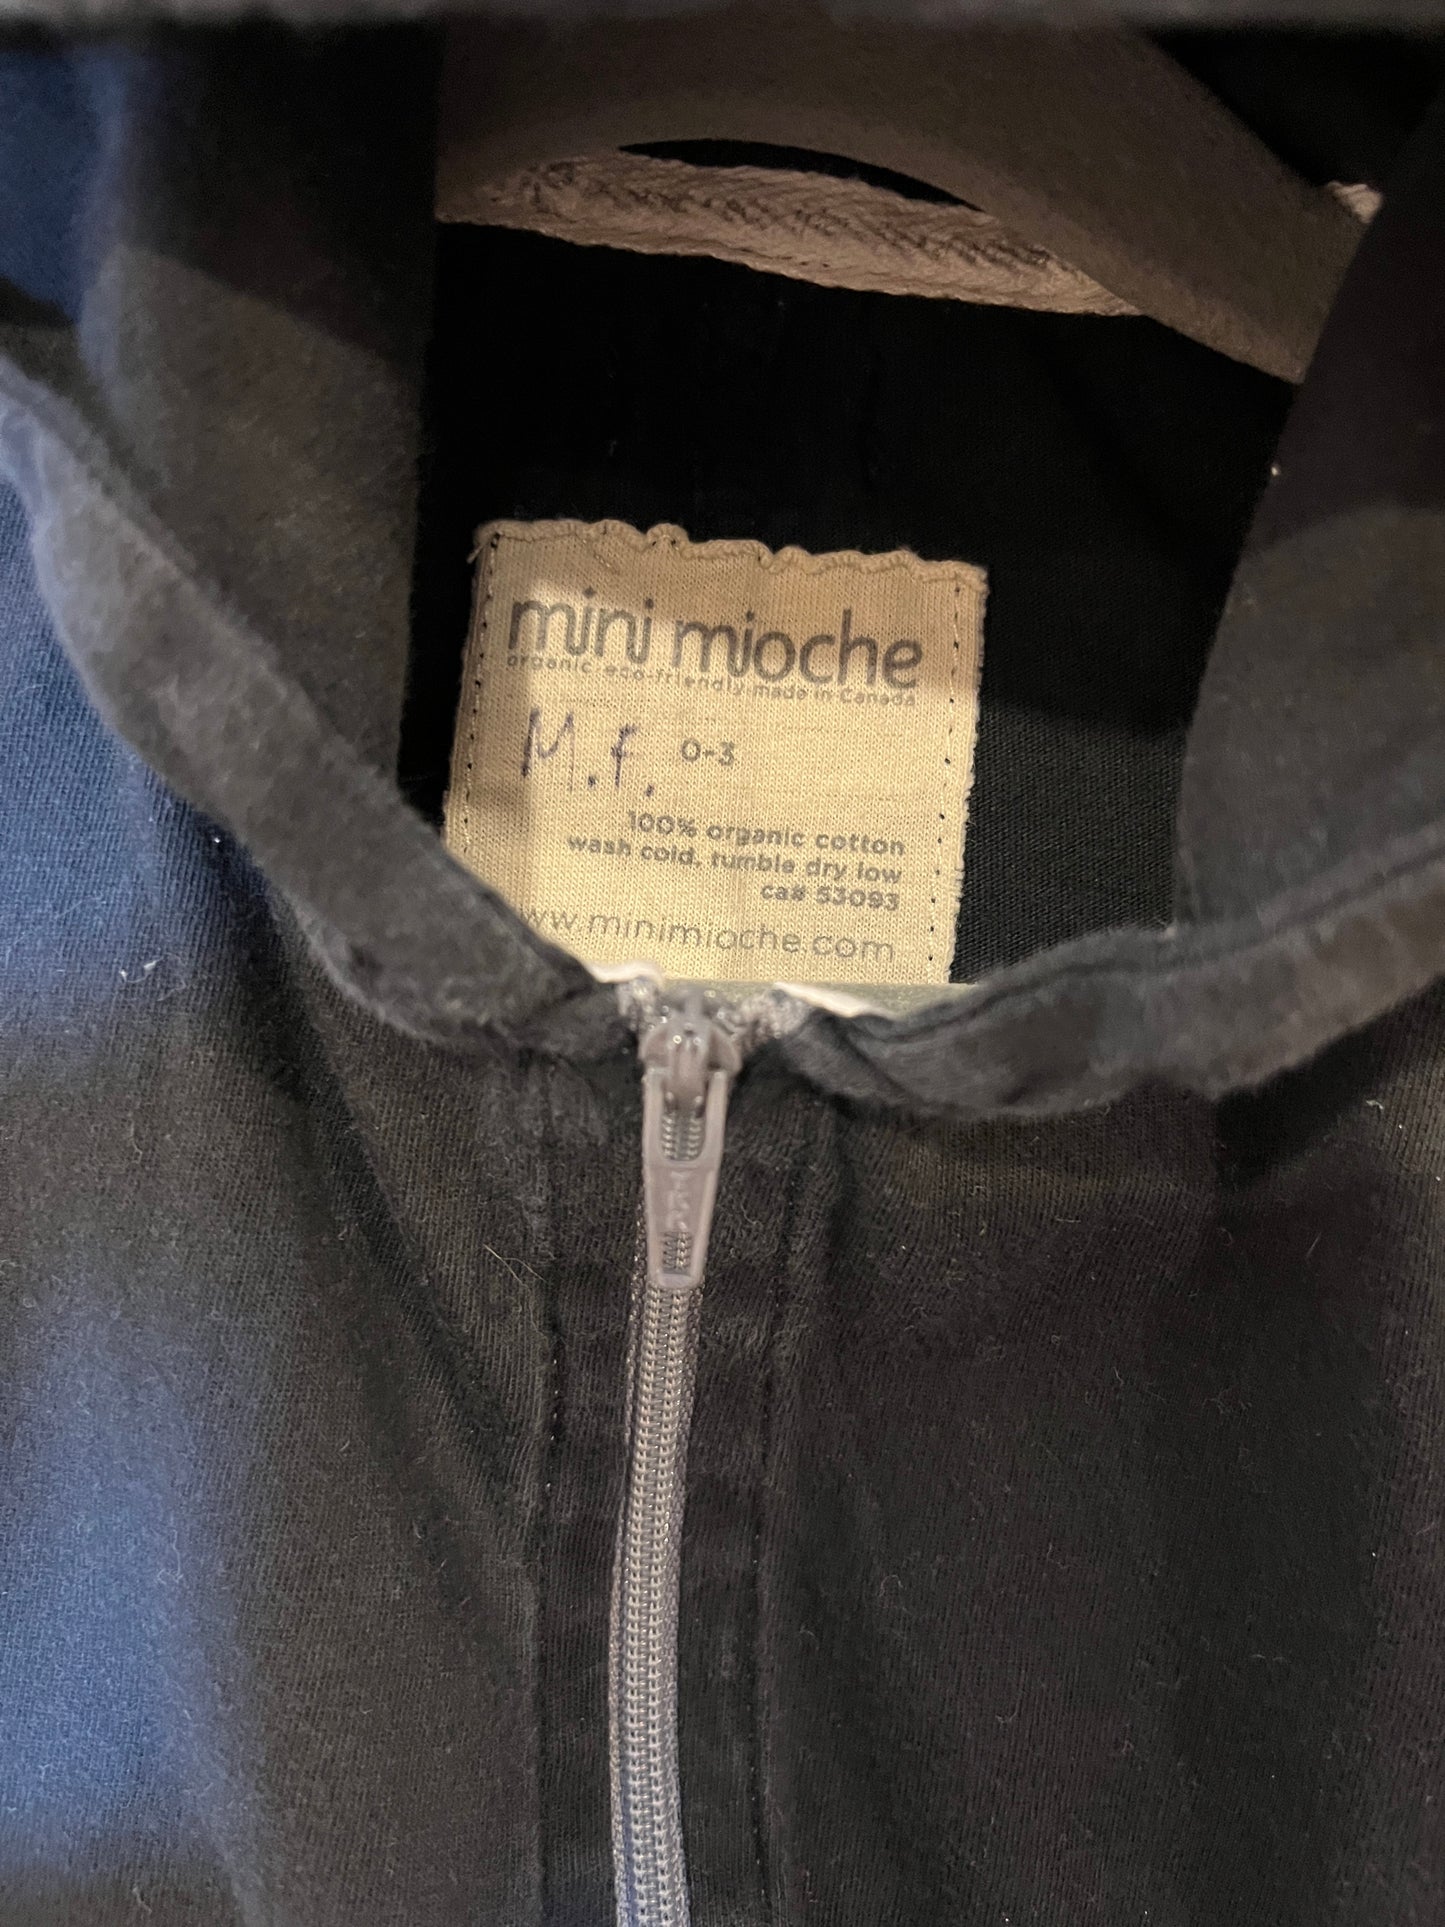 mini mioche
organic eco-friendly made in Canada
M.F. 0-3
100% organic cotton
wash cold. tumble dry low
ca# 53093
www.minimioche.com